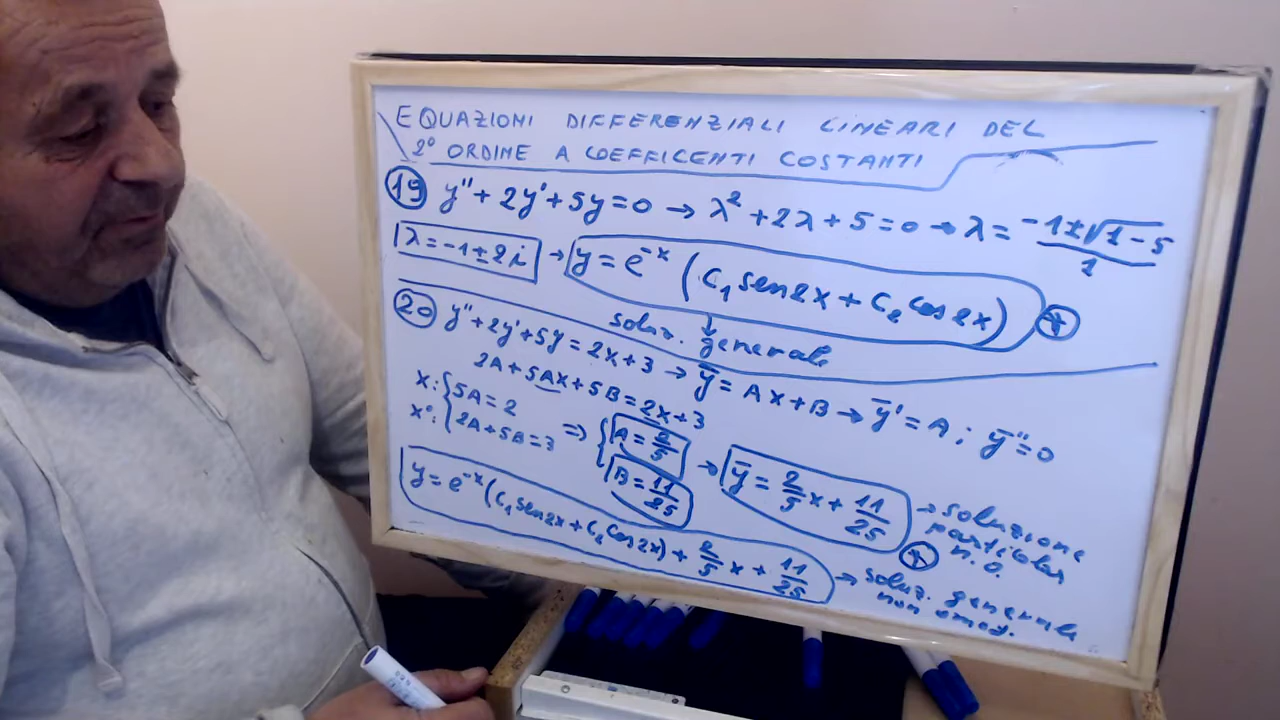 EQUAZIONI DIFFERENZIALI LINEARI DEL
2° ORDINE A COEFFICENTI COSTANTI
19 y'' + 2y' + 5y = 0 → λ² + 2λ + 5 = 0 → λ = (-1 ± √1-5)/1
λ = -1 ± 2i → y = e^-x (C₁ sen2x + C₂ cos2x) *
soluz. generale
20 y'' + 2y' + 5y = 2x + 3 → ȳ = Ax + B → ȳ' = A; ȳ'' = 0
2A + 5Ax + 5B = 2x + 3
x: { 5A = 2
x°: { 2A + 5B = 3 => { A = 2/5
B = 11/25 → ȳ = 2/5 x + 11/25 → soluzione
particolar
n.o.
y = e^-x (C₁ sen2x + C₂ cos2x) + 2/5 x + 11/25 → soluz. generale
non omog.